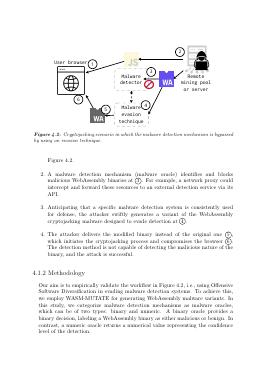 User browser
1
2
JS
Malware
detector
3
WA
Remote
mining pool
or server
6
5
WA
4
Malware
evasion
technique
Figure 4.2: Cryptojacking scenario in which the malware detection mechanism is bypassed
by using an evasion technique.
Figure 4.2.
2. A malware detection mechanism (malware oracle) identifies and blocks
malicious WebAssembly binaries at 3. For example, a network proxy could
intercept and forward these resources to an external detection service via its
API.
3. Anticipating that a specific malware detection system is consistently used
for defense, the attacker swiftly generates a variant of the WebAssembly
cryptojacking malware designed to evade detection at 4.
4. The attacker delivers the modified binary instead of the original one 5,
which initiates the cryptojacking process and compromises the browser 6.
The detection method is not capable of detecting the malicious nature of the
binary, and the attack is successful.
4.1.2 Methodology
Our aim is to empirically validate the workflow in Figure 4.2, i.e., using Offensive
Software Diversification in evading malware detection systems. To achieve this,
we employ WASM-MUTATE for generating WebAssembly malware variants. In
this study, we categorize malware detection mechanisms as malware oracles,
which can be of two types: binary and numeric. A binary oracle provides a
binary decision, labeling a WebAssembly binary as either malicious or benign. In
contrast, a numeric oracle returns a numerical value representing the confidence
level of the detection.